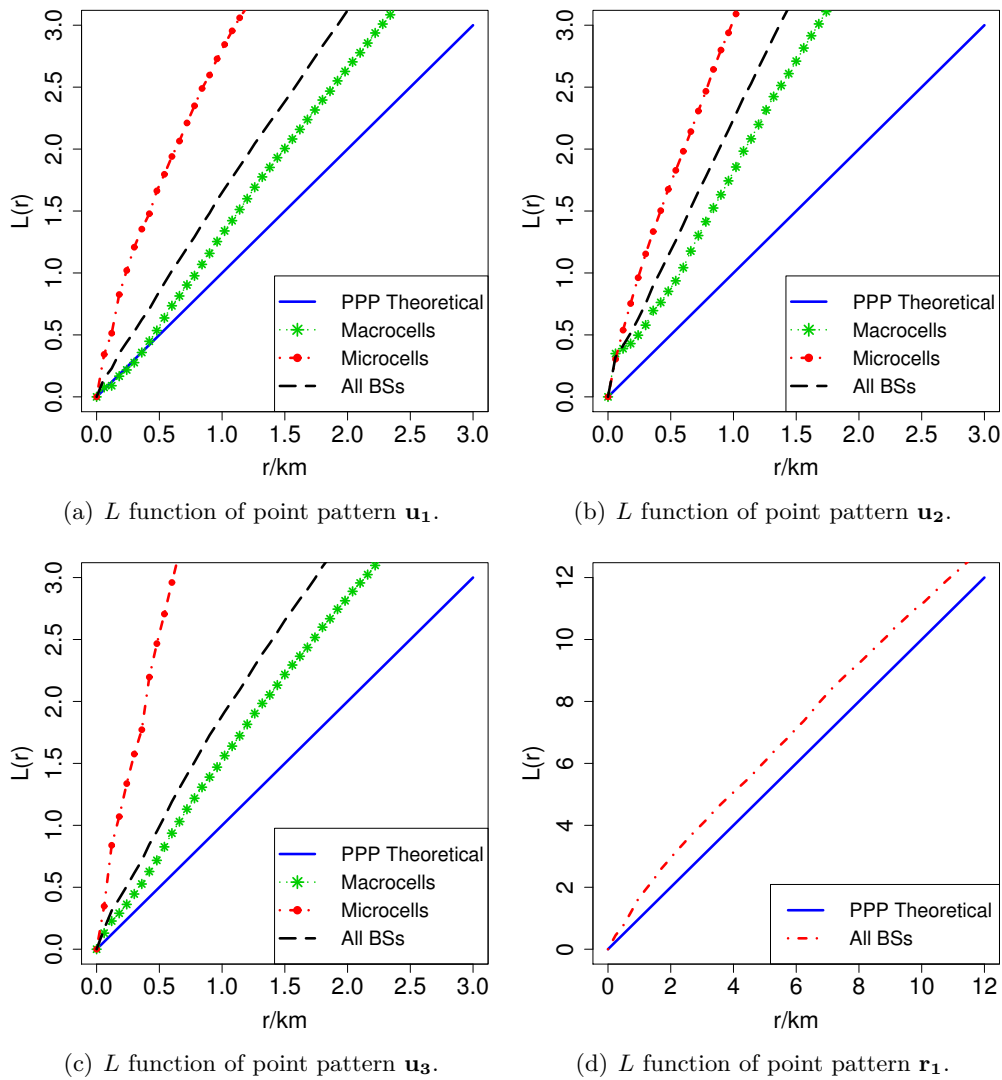 L(r)
3.0
2.5
2.0
1.5
1.0
0.5
0.0
PPP Theoretical
Macrocells
Microcells
All BSs
0.0 0.5 1.0 1.5 2.0 2.5 3.0
r/km
(a) L function of point pattern u₁.
L(r)
3.0
2.5
2.0
1.5
1.0
0.5
0.0
PPP Theoretical
Macrocells
Microcells
All BSs
0.0 0.5 1.0 1.5 2.0 2.5 3.0
r/km
(b) L function of point pattern u₂.
L(r)
3.0
2.5
2.0
1.5
1.0
0.5
0.0
PPP Theoretical
Macrocells
Microcells
All BSs
0.0 0.5 1.0 1.5 2.0 2.5 3.0
r/km
(c) L function of point pattern u₃.
L(r)
12
10
8
6
4
2
0
PPP Theoretical
All BSs
0 2 4 6 8 10 12
r/km
(d) L function of point pattern r₁.